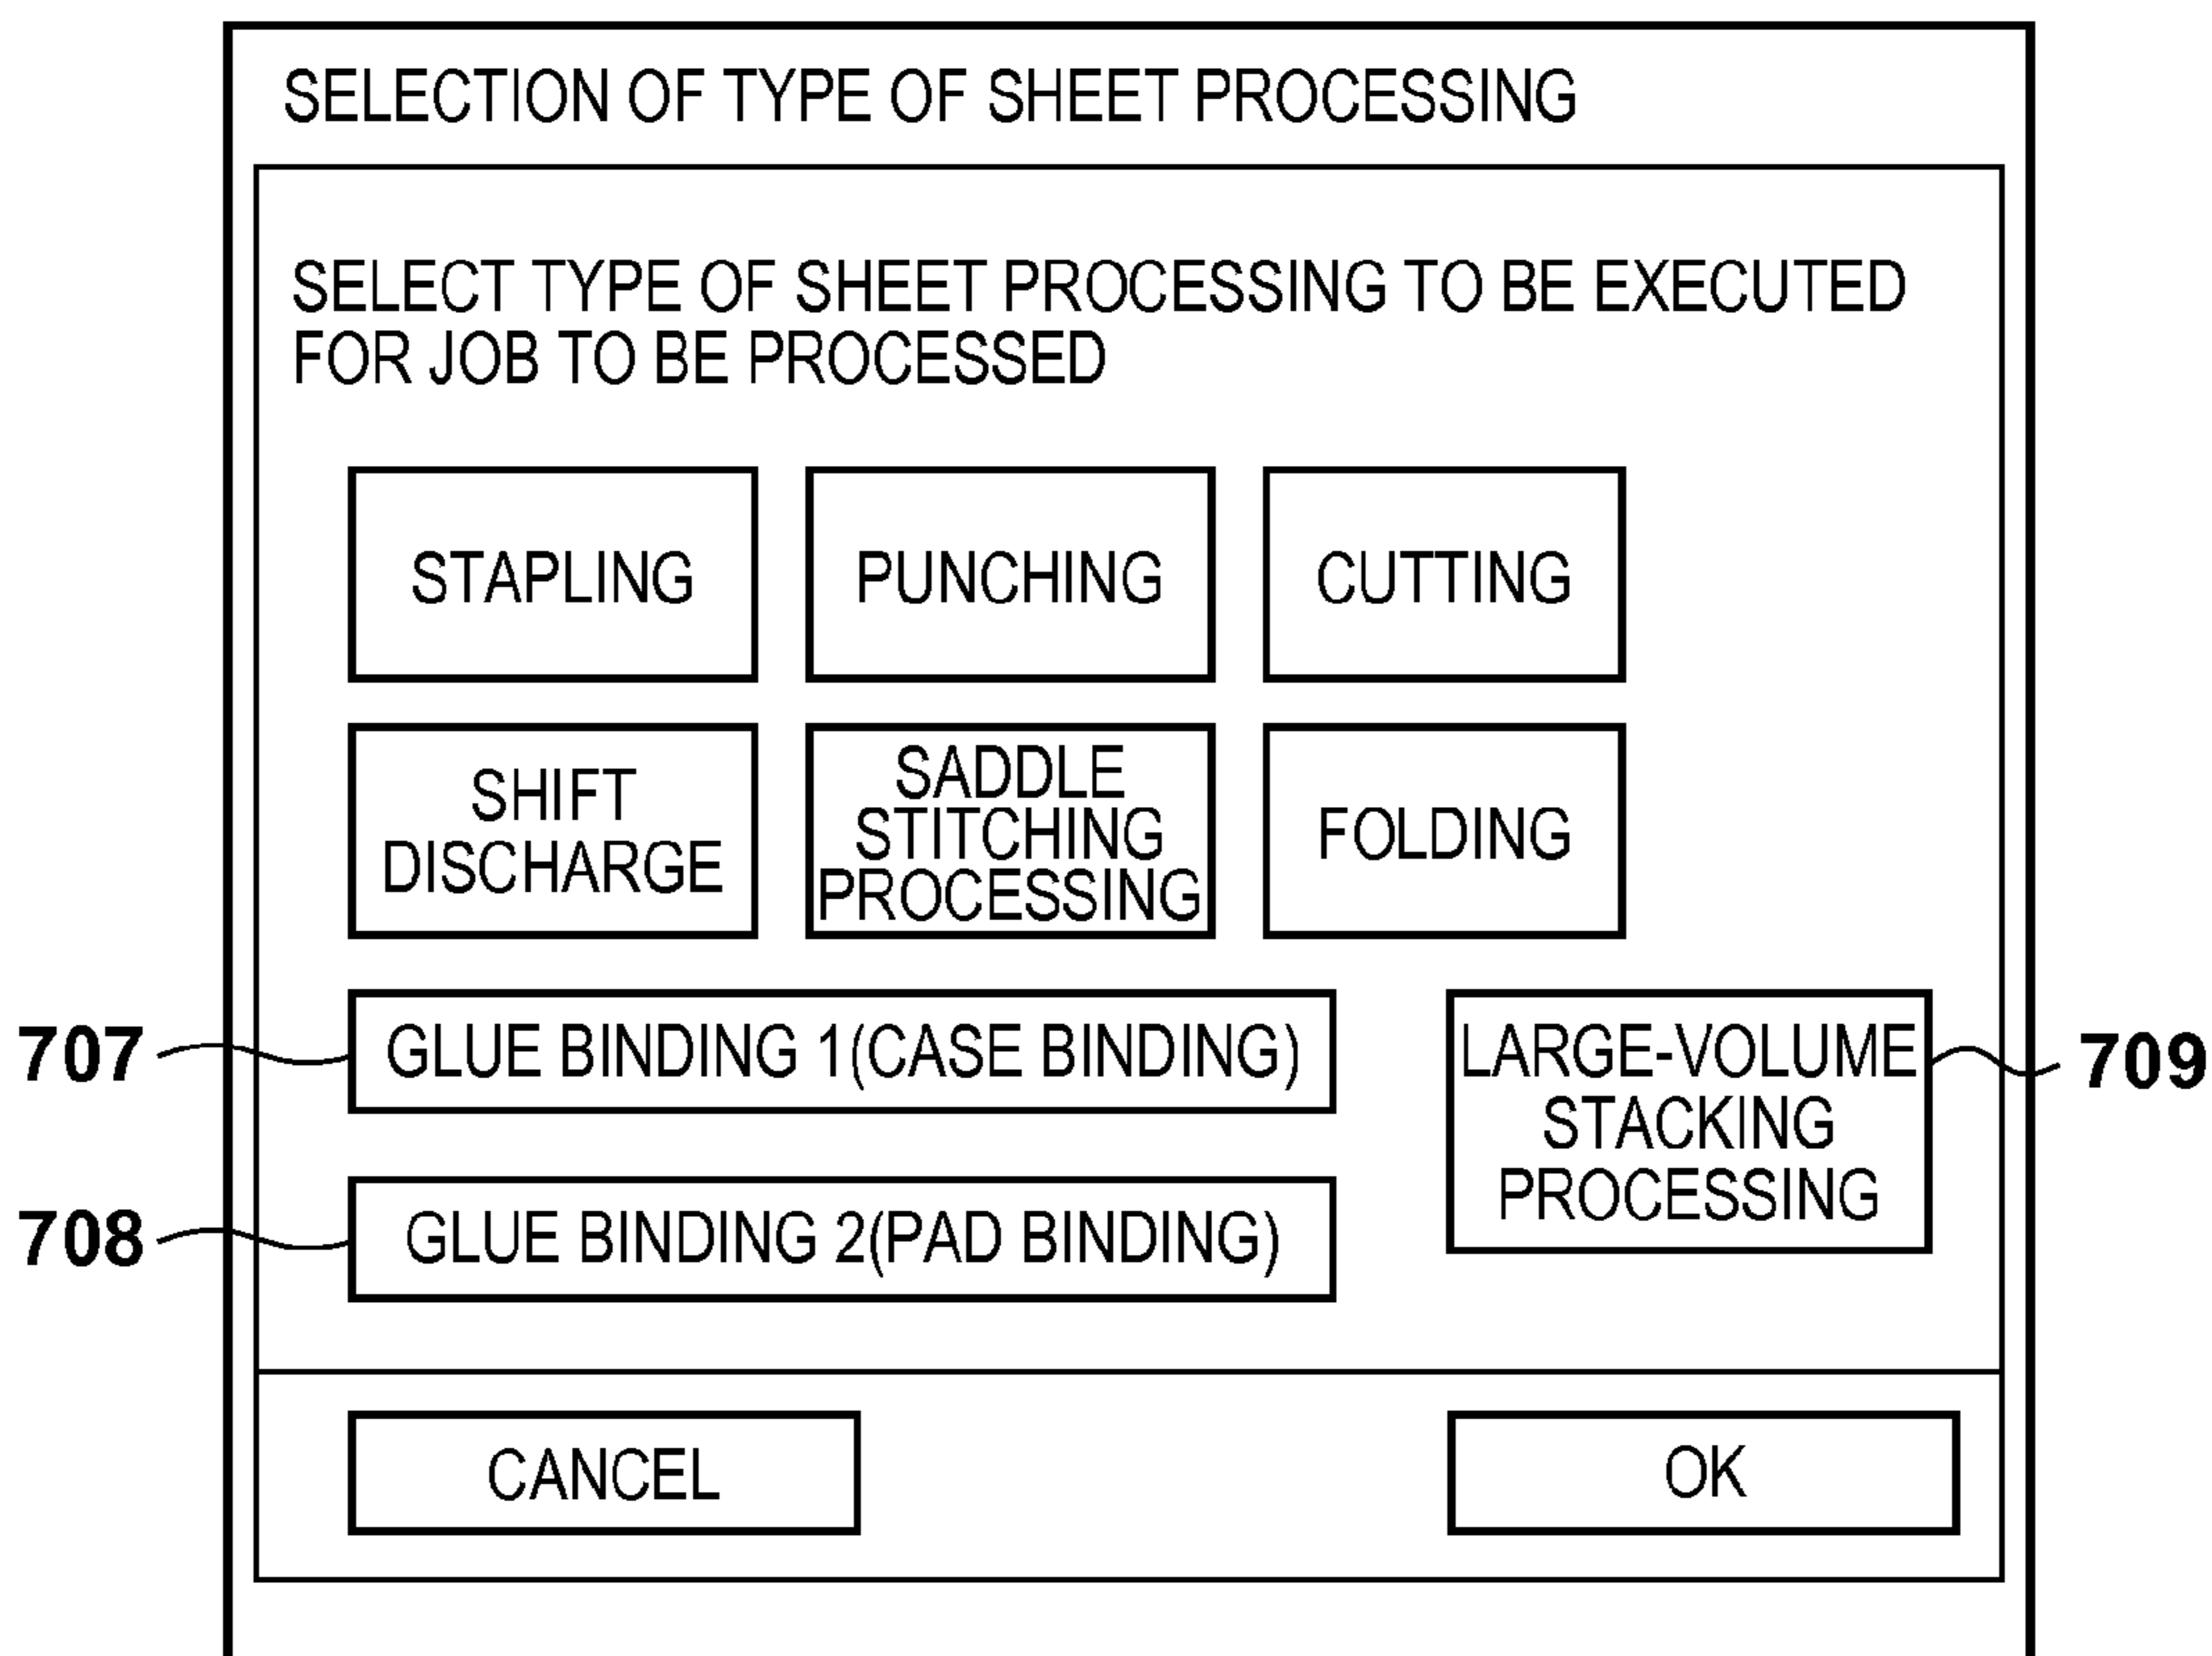 SELECTION OF TYPE OF SHEET PROCESSING
SELECT TYPE OF SHEET PROCESSING TO BE EXECUTED
FOR JOB TO BE PROCESSED
STAPLING
PUNCHING
CUTTING
SHIFT
DISCHARGE
SADDLE
STITCHING
PROCESSING
FOLDING
707
GLUE BINDING 1(CASE BINDING)
LARGE-VOLUME
STACKING
PROCESSING
709
708
GLUE BINDING 2(PAD BINDING)
CANCEL
OK